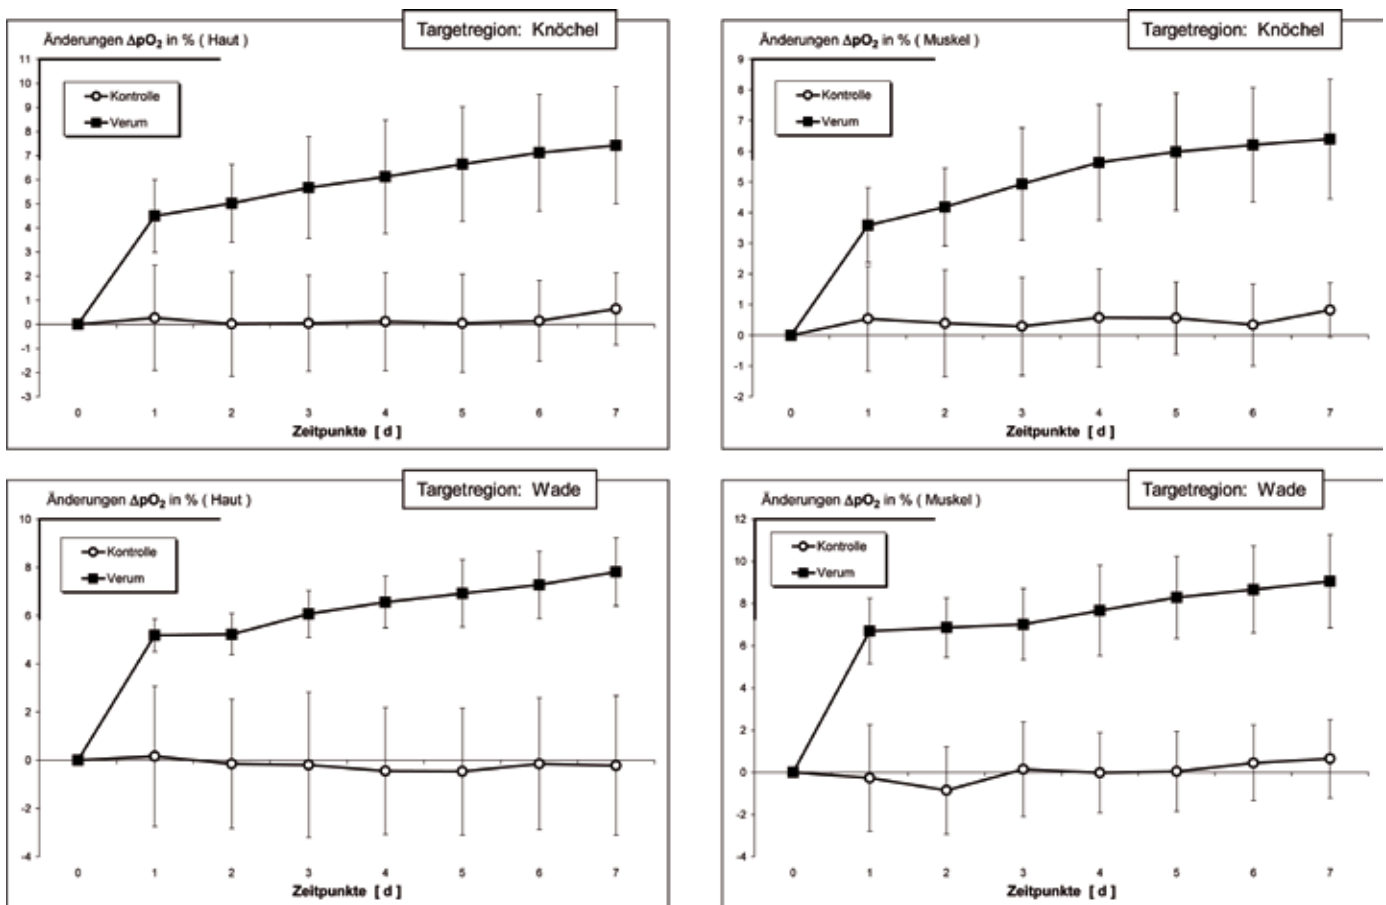 Targetregion: Knöchel
Änderungen ΔpO₂ in % ( Haut )
11
10
9
8
7
6
5
4
3
2
1
0
-1
-2
-3
Kontrolle
Verum
0 1 2 3 4 5 6 7
Zeitpunkte [ d ]
Targetregion: Knöchel
Änderungen ΔpO₂ in % ( Muskel )
9
8
7
6
5
4
3
2
1
0
-1
-2
Kontrolle
Verum
0 1 2 3 4 5 6 7
Zeitpunkte [ d ]
Targetregion: Wade
Änderungen ΔpO₂ in % ( Haut )
10
8
6
4
2
0
-2
-4
Kontrolle
Verum
0 1 2 3 4 5 6 7
Zeitpunkte [ d ]
Targetregion: Wade
Änderungen ΔpO₂ in % ( Muskel )
12
10
8
6
4
2
0
-2
-4
Kontrolle
Verum
0 1 2 3 4 5 6 7
Zeitpunkte [ d ]